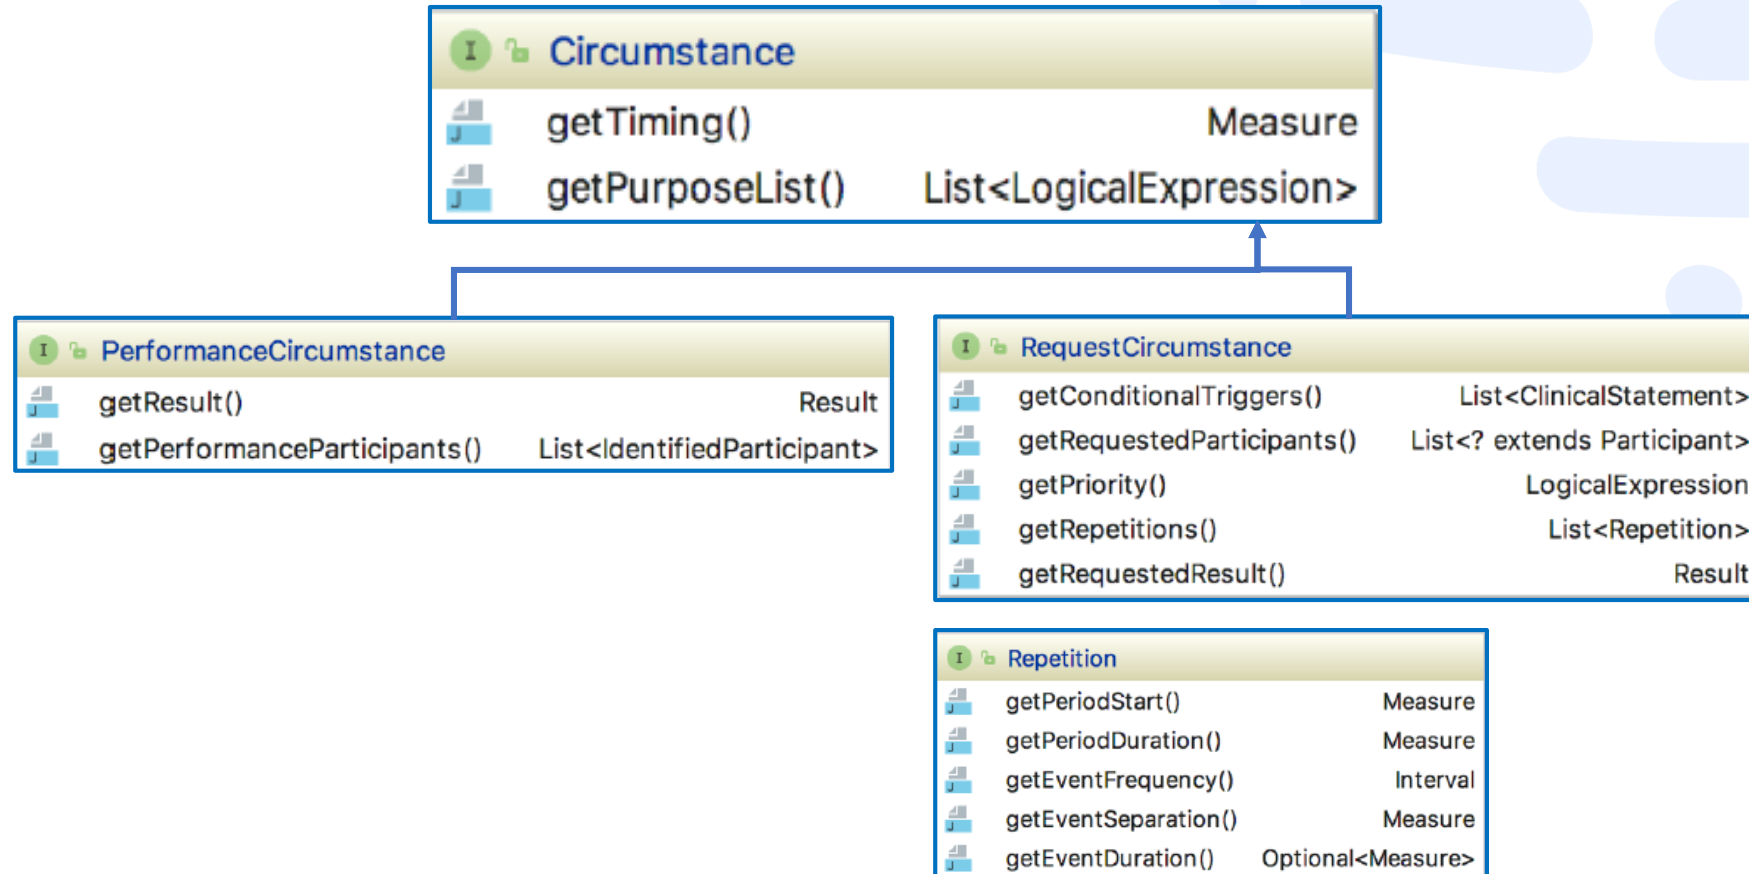 I Circumstance
J getTiming() Measure
J getPurposeList() List<LogicalExpression>
I PerformanceCircumstance
J getResult() Result
J getPerformanceParticipants() List<IdentifiedParticipant>
I RequestCircumstance
J getConditionalTriggers() List<ClinicalStatement>
J getRequestedParticipants() List<? extends Participant>
J getPriority() LogicalExpression
J getRepetitions() List<Repetition>
J getRequestedResult() Result
I Repetition
J getPeriodStart() Measure
J getPeriodDuration() Measure
J getEventFrequency() Interval
J getEventSeparation() Measure
J getEventDuration() Optional<Measure>